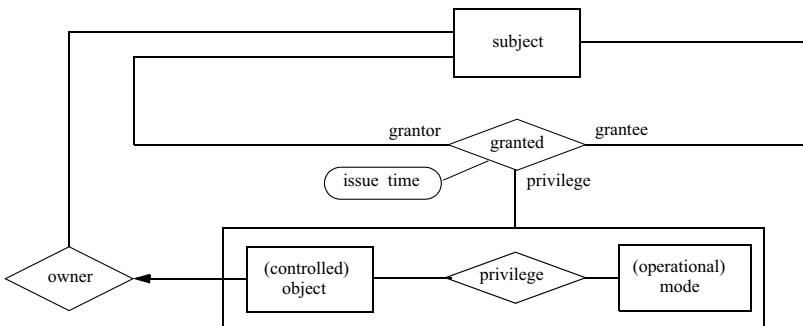 subject
grantor
grantee
granted
issue time
privilege
owner
(controlled)
object
privilege
(operational)
mode